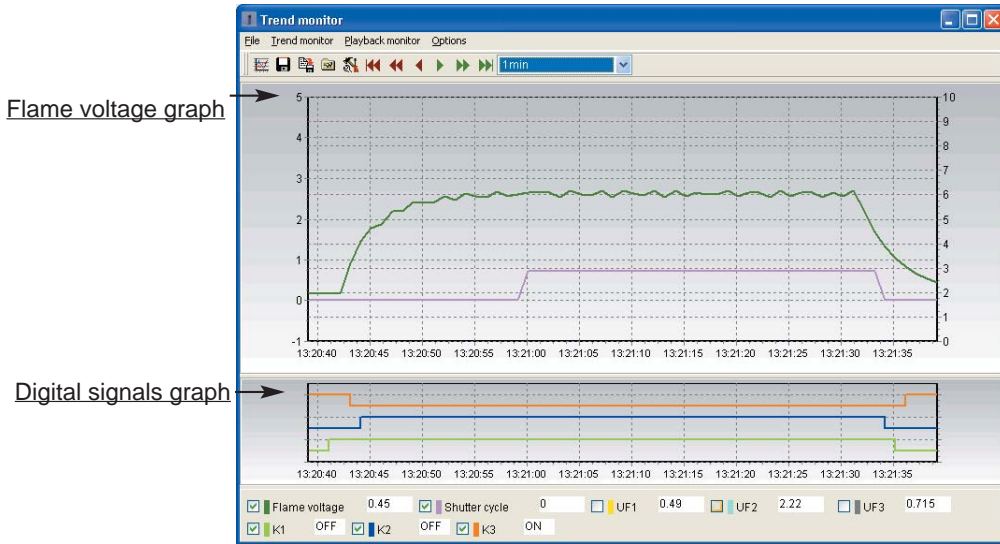 Trend monitor
File Trend monitor Playback monitor Options
1min
Flame voltage graph
5 10
9
4 8
7
3 6
2 5
4
1 3
0 2
1
-1 0
13:20:40 13:20:45 13:20:50 13:20:55 13:21:00 13:21:05 13:21:10 13:21:15 13:21:20 13:21:25 13:21:30 13:21:35
Digital signals graph
13:20:40 13:20:45 13:20:50 13:20:55 13:21:00 13:21:05 13:21:10 13:21:15 13:21:20 13:21:25 13:21:30 13:21:35
Flame voltage 0.45 Shutter cycle 0 UF1 0.49 UF2 2.22 UF3 0.715
K1 OFF K2 OFF K3 ON